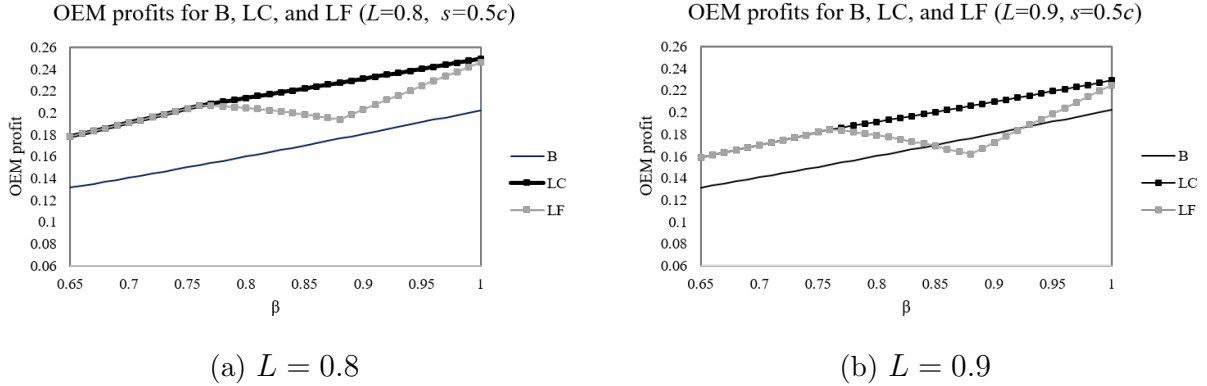 OEM profits for B, LC, and LF (L=0.8, s=0.5c)
OEM profit
0.26
0.24
0.22
0.2
0.18
0.16
0.14
0.12
0.1
0.08
0.06
0.65 0.7 0.75 0.8 0.85 0.9 0.95 1
β
B
LC
LF
(a) L = 0.8
OEM profits for B, LC, and LF (L=0.9, s=0.5c)
OEM profit
0.26
0.24
0.22
0.2
0.18
0.16
0.14
0.12
0.1
0.08
0.06
0.65 0.7 0.75 0.8 0.85 0.9 0.95 1
β
B
LC
LF
(b) L = 0.9